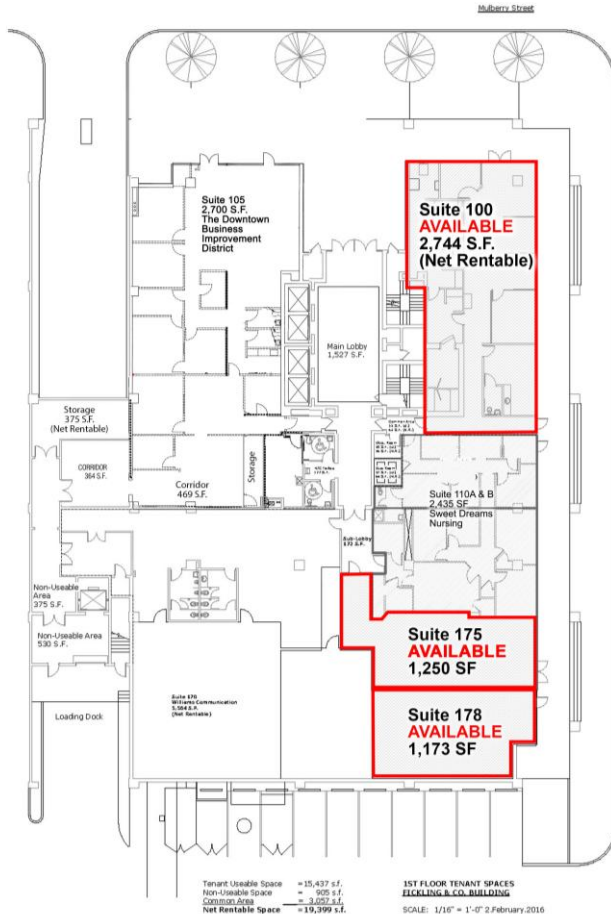 Mulberry Street
Suite 105
2,700 S.F.
The Downtown
Business
Improvement
District
Suite 100
AVAILABLE
2,744 S.F.
(Net Rentable)
Main Lobby
1,527 S.F.
Storage
375 S.F.
(Net Rentable)
CORRIDOR
364 S.F.
Corridor
469 S.F.
Storage
Suite 110A & B
2,435 SF
Sweet Dreams
Nursing
Sub-Lobby
Non-Useable
Area
375 S.F.
Non-Useable Area
530 S.F.
Suite 175
AVAILABLE
1,250 SF
Suite 176
Williams Communication
(Net Rentable)
Suite 178
AVAILABLE
1,173 SF
Loading Dock
Tenant Useable Space =15,437 s.f.
Non-Useable Space = 905 s.f.
Common Area = 3,057 s.f.
Net Rentable Space =19,399 s.f.
1ST FLOOR TENANT SPACES
FICKLING & CO. BUILDING
SCALE: 1/16" = 1'-0" 2.February.2016